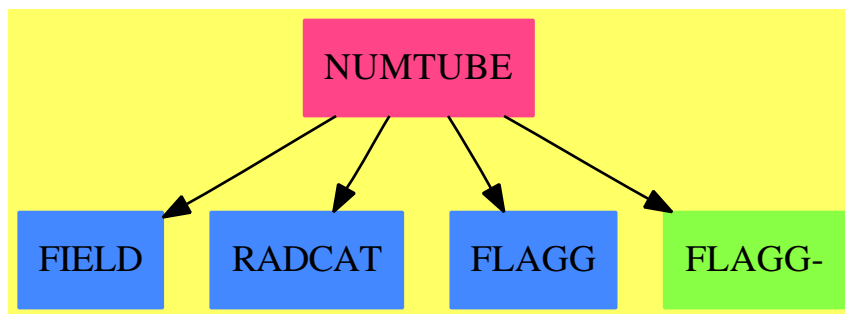 NUMTUBE
FIELD
RADCAT
FLAGG
FLAGG-